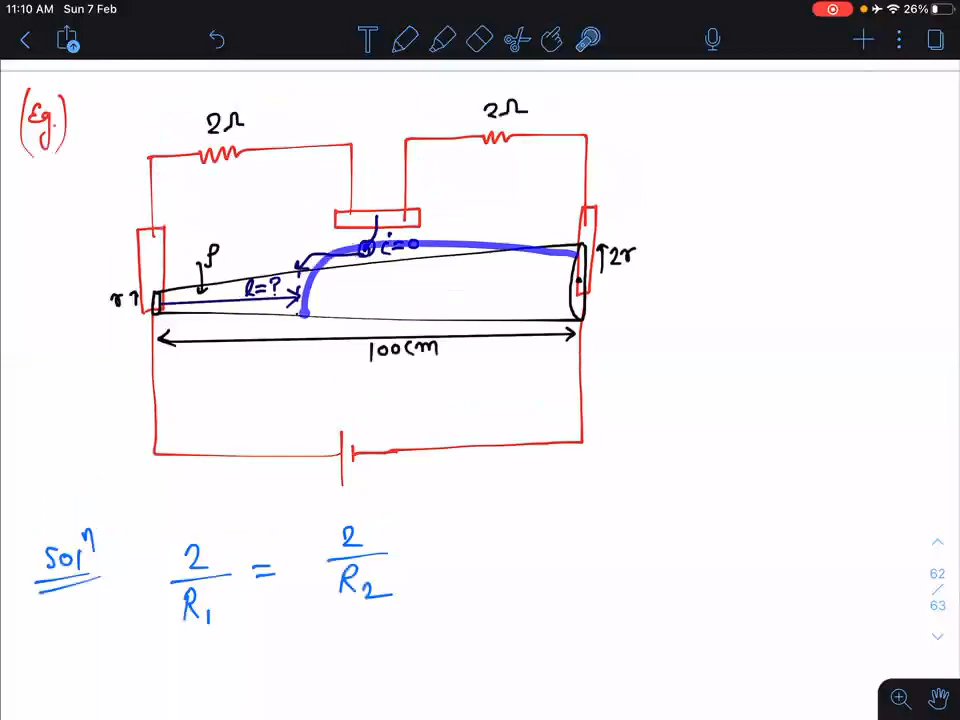 11:10 AM Sun 7 Feb
26%
(Eg.)
2Ω
2Ω
i=0
ρ
↑2r
r↑
l=?
100cm
Solⁿ
2/R₁ = 2/R₂
62
/
63